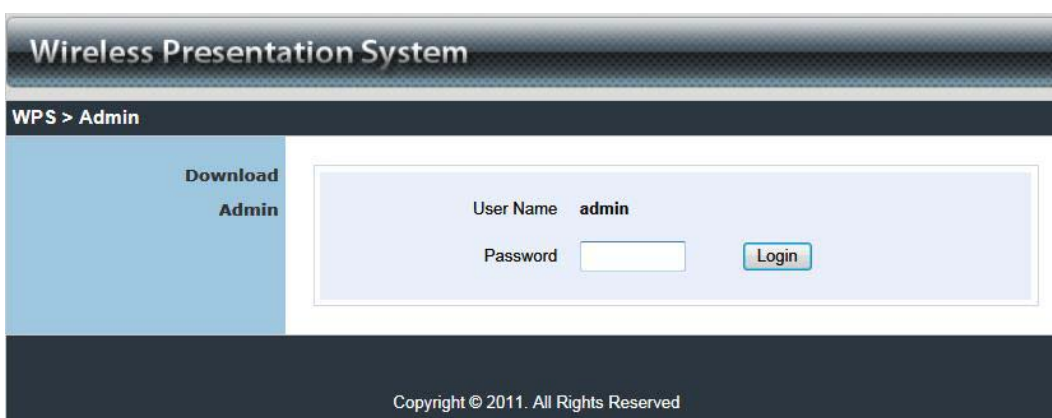 Wireless Presentation System
WPS > Admin
Download
Admin
User Name admin
Password Login
Copyright © 2011. All Rights Reserved